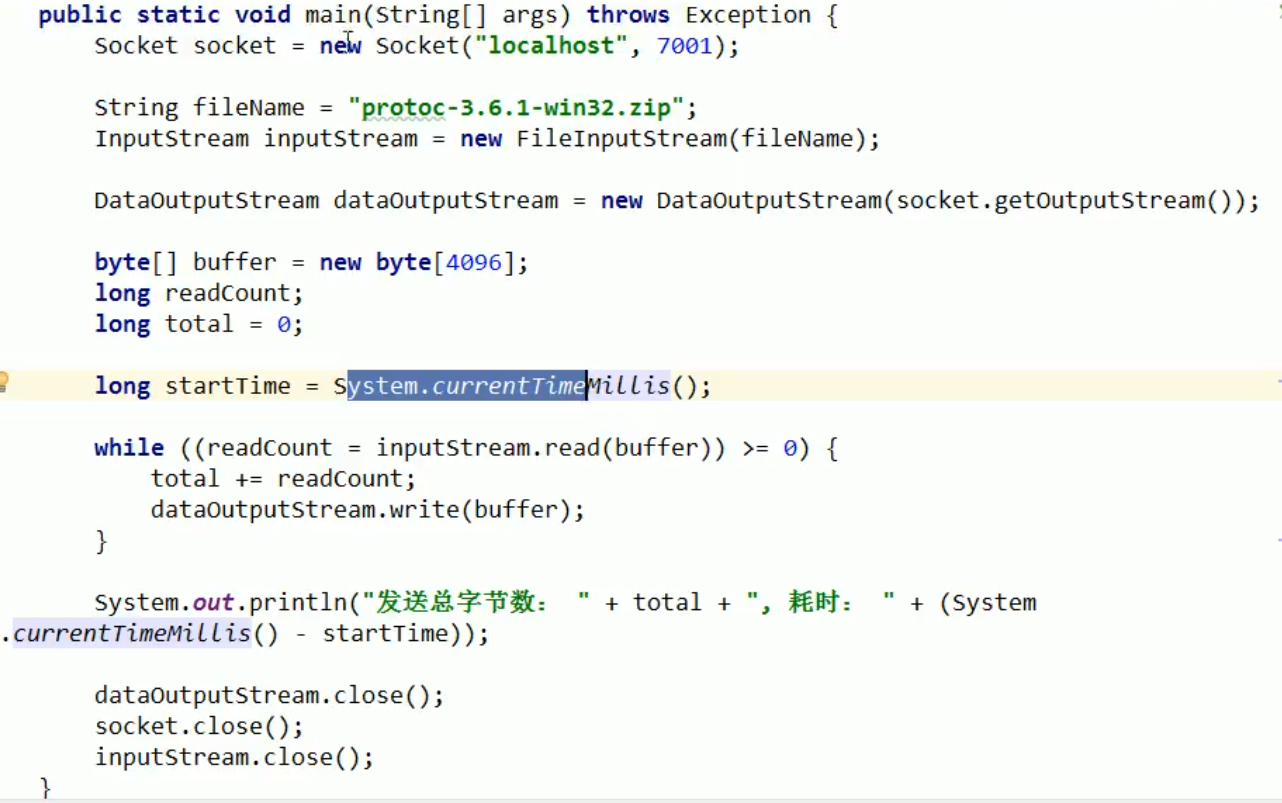 public static void main(String[] args) throws Exception {
Socket socket = new Socket("localhost", 7001);
String fileName = "protoc-3.6.1-win32.zip";
InputStream inputStream = new FileInputStream(fileName);
DataOutputStream dataOutputStream = new DataOutputStream(socket.getOutputStream());
byte[] buffer = new byte[4096];
long readCount;
long total = 0;
long startTime = System.currentTimeMillis();
while ((readCount = inputStream.read(buffer)) >= 0) {
total += readCount;
dataOutputStream.write(buffer);
}
System.out.println("发送总字节数： " + total + ", 耗时： " + (System
.currentTimeMillis() - startTime));
dataOutputStream.close();
socket.close();
inputStream.close();
}